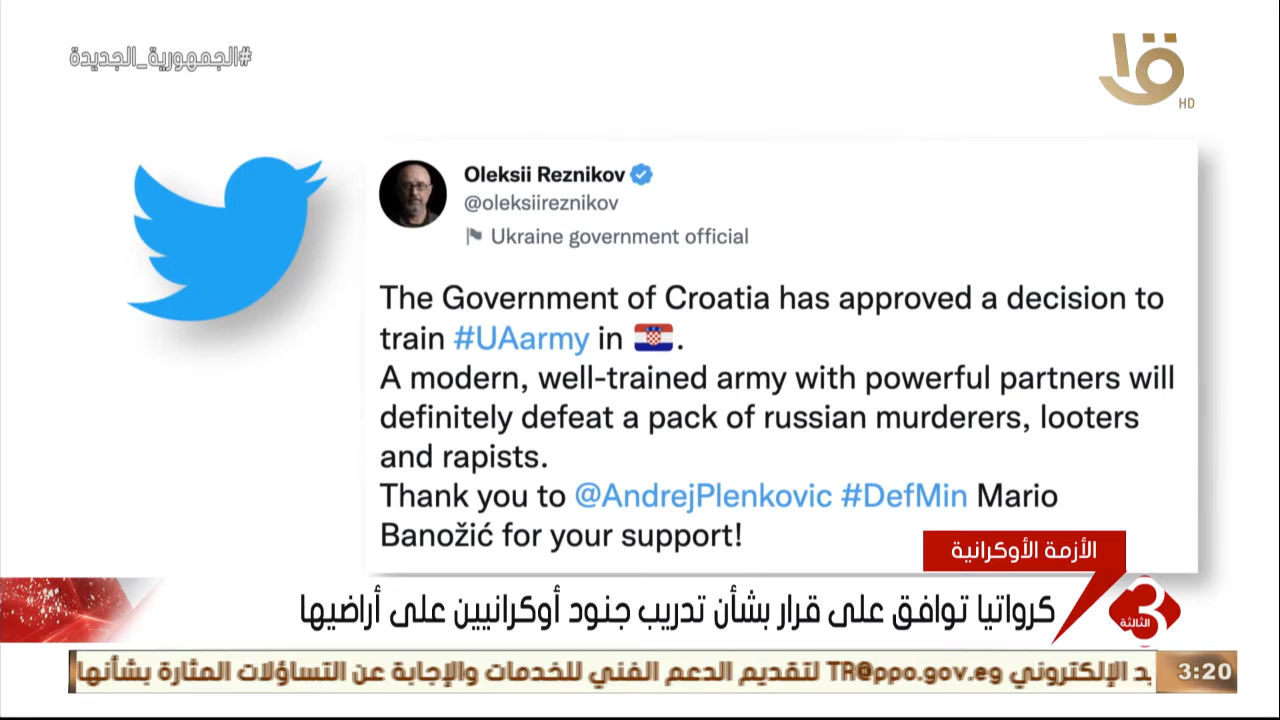 #الجمهورية_الجديدة
HD
Oleksii Reznikov
@oleksiireznikov
Ukraine government official
The Government of Croatia has approved a decision to
train #UAarmy in 🇭🇷.
A modern, well-trained army with powerful partners will
definitely defeat a pack of russian murderers, looters
and rapists.
Thank you to @AndrejPlenkovic #DefMin Mario
Banožić for your support!
الأزمة الأوكرانية
كرواتيا توافق على قرار بشأن تدريب جنود أوكرانيين على أراضيها
3
الثالثة
يد الإلكتروني TR@ppo.gov.eg لتقديم الدعم الفني للخدمات والإجابة عن التساؤلات المثارة بشأنها
3:20